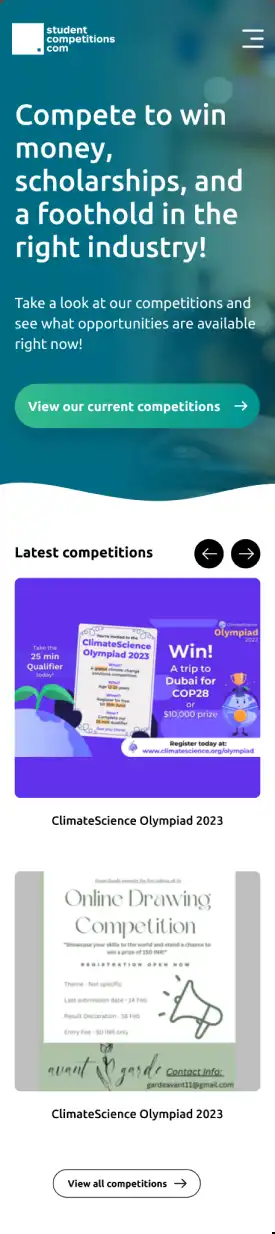 student
competitions
com
Compete to win
money,
scholarships, and
a foothold in the
right industry!
Take a look at our competitions and
see what opportunities are available
right now!
View our current competitions
Latest competitions
Take the
25 min
Qualifier
today!
You're invited to the
ClimateScience
Olympiad 2023
What?
A global climate change
solutions competition
Who?
Age 12-25 years
When?
Register for free
How?
Complete our
25 min qualifier
ClimateScience
Olympiad
2023
Win!
A trip to
Dubai for
COP28
or
$10,000 prize
Register today at:
www.climatescience.org/olympiad
ClimateScience Olympiad 2023
Online Drawing
Competition
"Showcase your skills to the world and stand a chance to
win a prize of 150 INR!"
REGISTRATION OPEN NOW
Theme - Not specific
Last submission date - 14 Feb
Result Declaration - 16 Feb
Entry Fee - 50 INR only
avant garde
Contact Info:
gardeavant11@gmail.com
ClimateScience Olympiad 2023
View all competitions